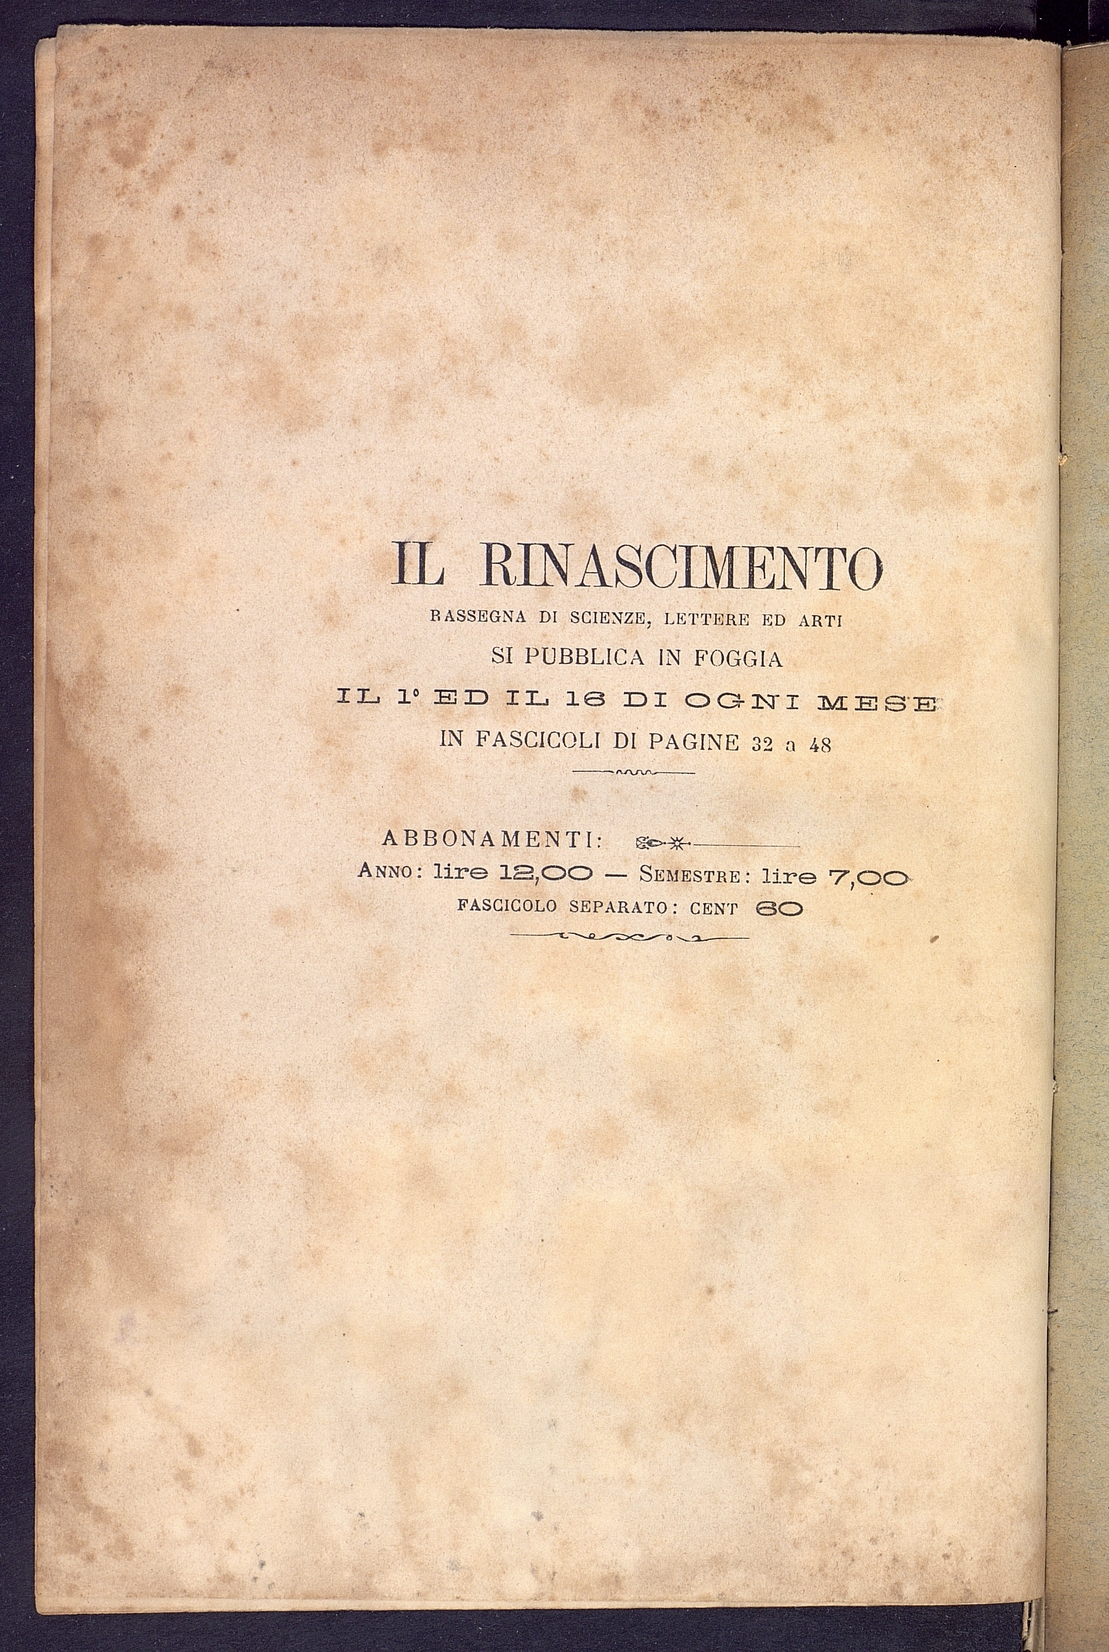 IL RINASCIMENTO
RASSEGNA DI SCIENZE, LETTERE ED ARTI
SI PUBBLICA IN FOGGIA
IL 1° ED IL 16 DI OGNI MESE
IN FASCICOLI DI PAGINE 32 a 48
ABBONAMENTI:
ANNO: lire 12,00 — SEMESTRE: lire 7,00
FASCICOLO SEPARATO: CENT 60